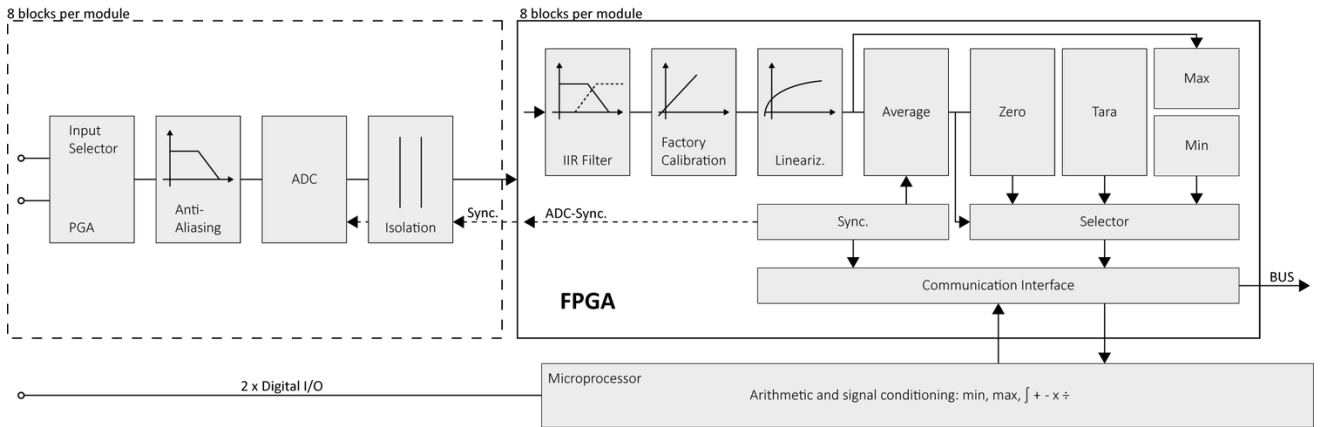 8 blocks per module
8 blocks per module
Input
Selector
PGA
Anti-
Aliasing
ADC
Isolation
Sync.
ADC-Sync.
IIR Filter
Factory
Calibration
Lineariz.
Average
Zero
Tara
Max
Min
Sync.
Selector
Communication Interface
BUS
FPGA
2 x Digital I/O
Microprocessor
Arithmetic and signal conditioning: min, max, ∫ + - x ÷